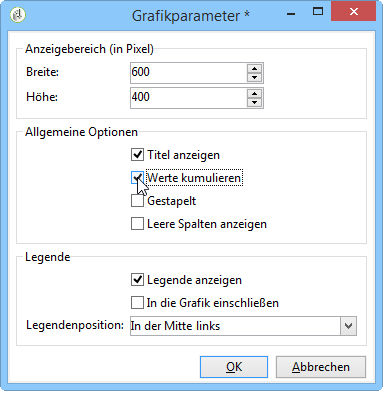 Grafikparameter *
Anzeigebereich (in Pixel)
Breite: 600
Höhe: 400
Allgemeine Optionen
Titel anzeigen
Werte kumulieren
Gestapelt
Leere Spalten anzeigen
Legende
Legende anzeigen
In die Grafik einschließen
Legendenposition: In der Mitte links
OK Abbrechen